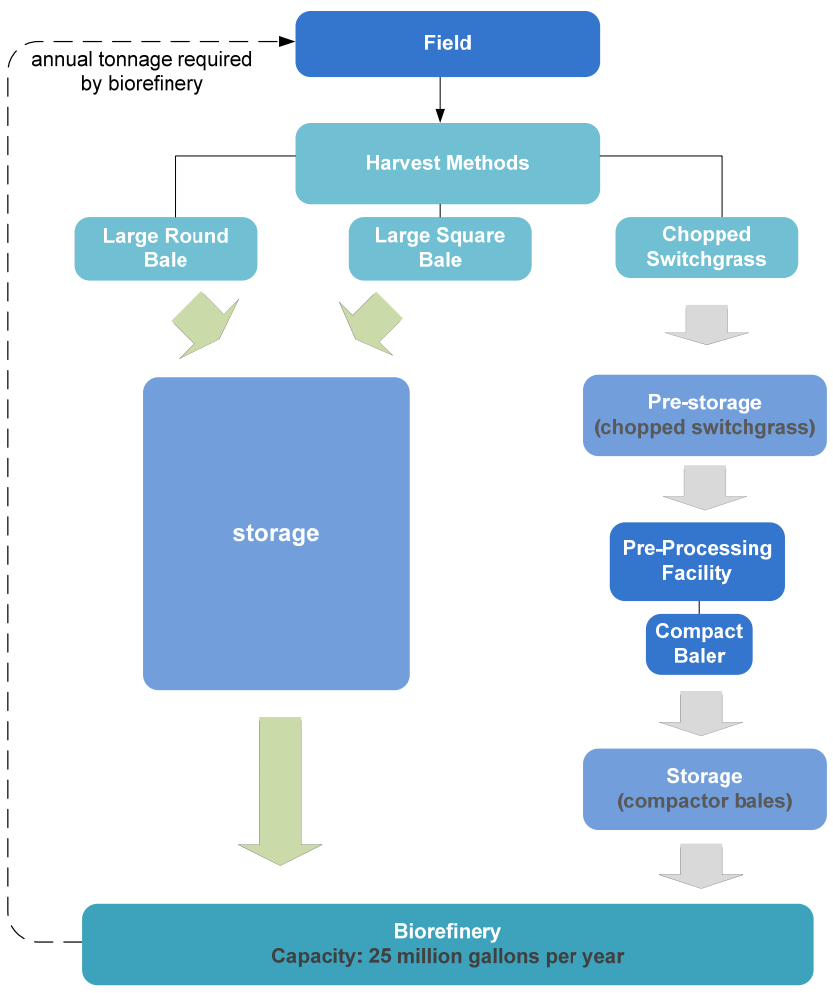 Field
annual tonnage required
by biorefinery
Harvest Methods
Large Round
Bale
Large Square
Bale
Chopped
Switchgrass
Pre-storage
(chopped switchgrass)
storage
Pre-Processing
Facility
Compact
Baler
Storage
(compactor bales)
Biorefinery
Capacity: 25 million gallons per year